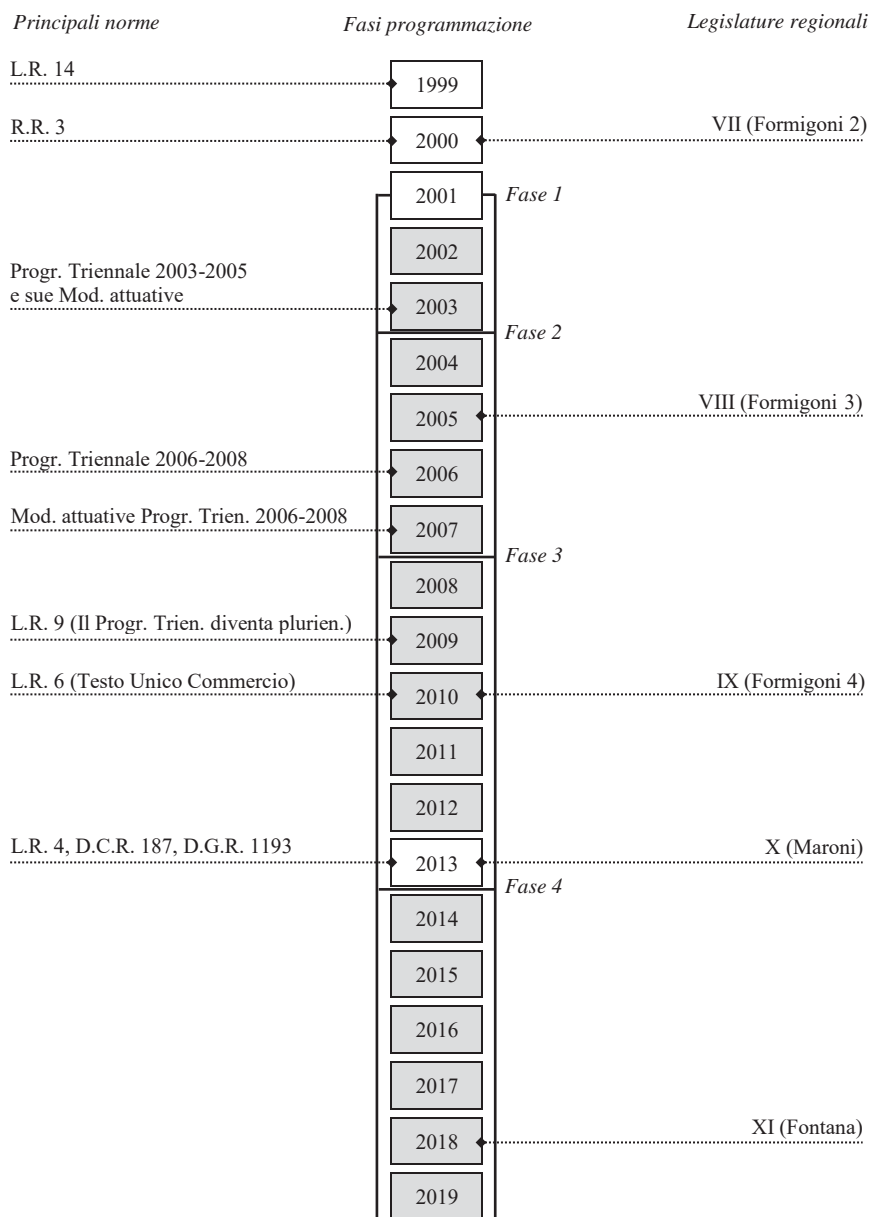 Principali norme Fasi programmazione Legislature regionali
L.R. 14
1999
R.R. 3
2000
VII (Formigoni 2)
2001
Fase 1
2002
Progr. Triennale 2003-2005
e sue Mod. attuative
2003
Fase 2
2004
2005
VIII (Formigoni 3)
Progr. Triennale 2006-2008
2006
Mod. attuative Progr. Trien. 2006-2008
2007
Fase 3
2008
L.R. 9 (Il Progr. Trien. diventa plurien.)
2009
L.R. 6 (Testo Unico Commercio)
2010
IX (Formigoni 4)
2011
2012
L.R. 4, D.C.R. 187, D.G.R. 1193
2013
X (Maroni)
Fase 4
2014
2015
2016
2017
2018
XI (Fontana)
2019